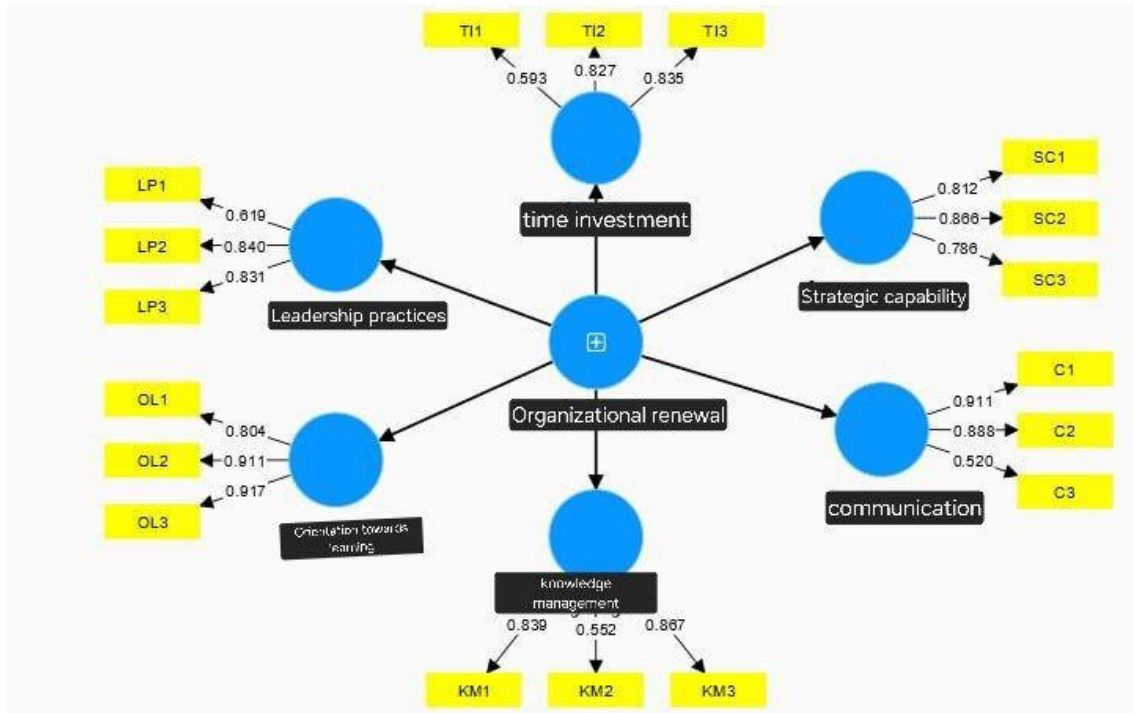 TI1 TI2 TI3
0.593 0.827 0.835
time investment
LP1
LP2
LP3
0.619
0.840
0.831
Leadership practices
SC1
SC2
SC3
0.812
0.866
0.786
Strategic capability
Organizational renewal
OL1
OL2
OL3
0.804
0.911
0.917
Orientation towards
learning
C1
C2
C3
0.911
0.888
0.520
communication
knowledge
management
0.839 0.552 0.867
KM1 KM2 KM3